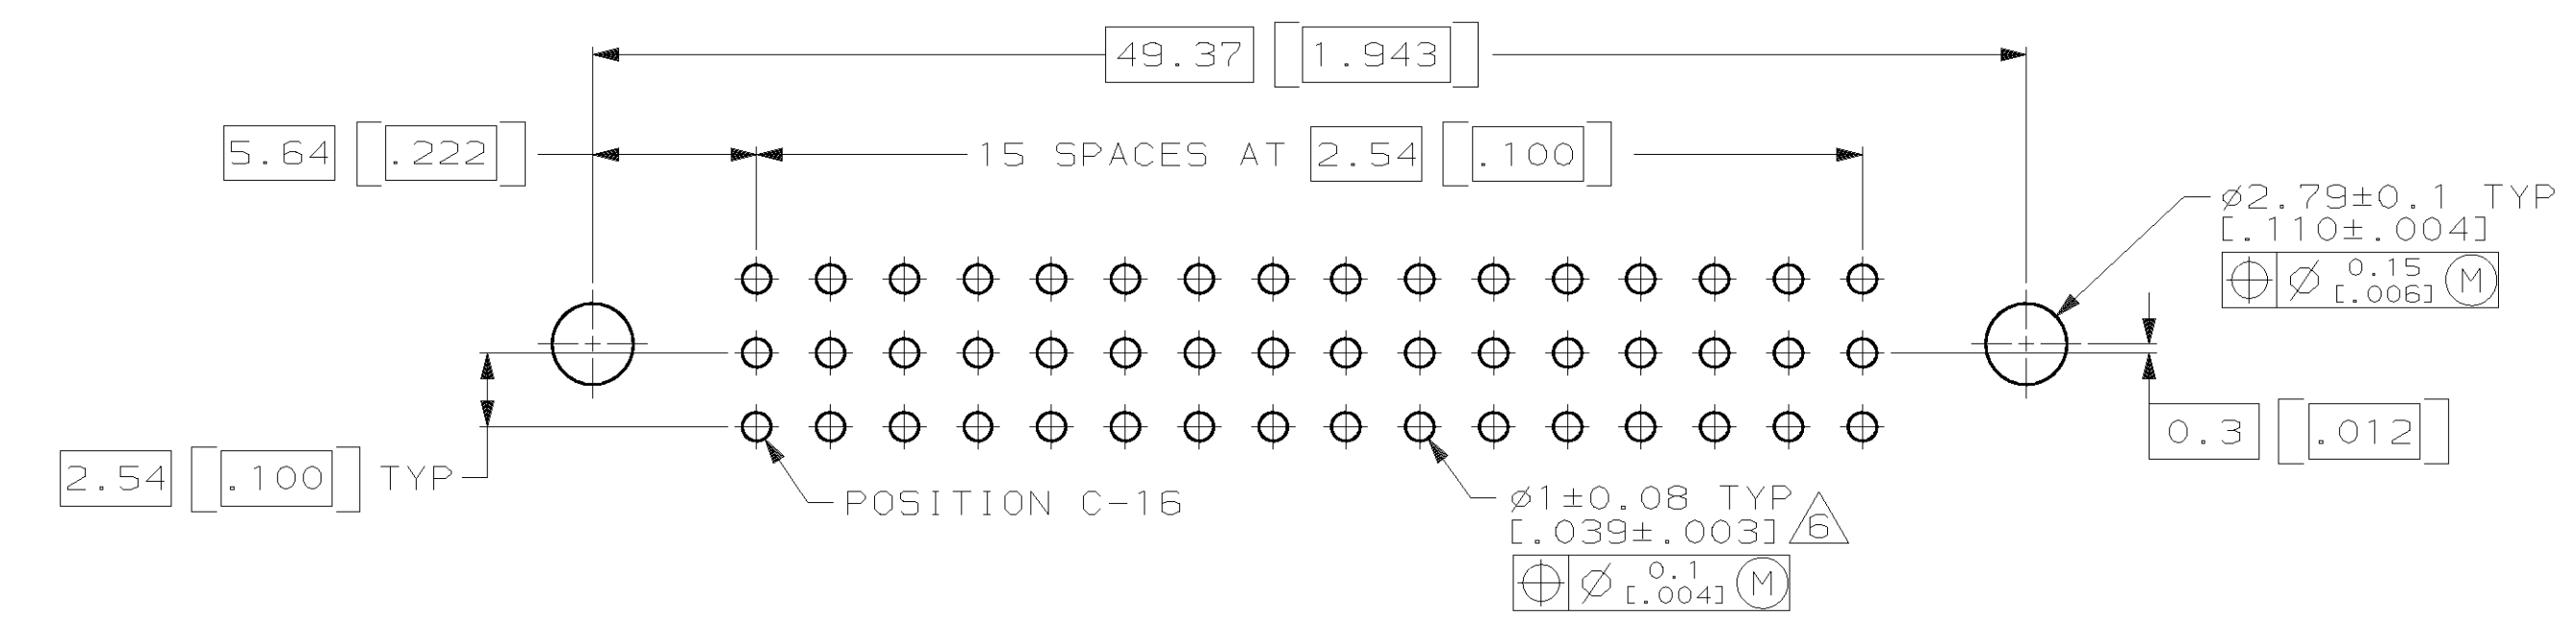 49.37 [1.943]
5.64 [.222]
15 SPACES AT 2.54 [.100]
⌀2.79±0.1 TYP
[.110±.004]
⌖ ⌀ 0.15 Ⓜ
[.006]
0.3 [.012]
2.54 [.100] TYP
POSITION C-16
⌀1±0.08 TYP
[.039±.003] 6
⌖ ⌀ 0.1 Ⓜ
[.004]